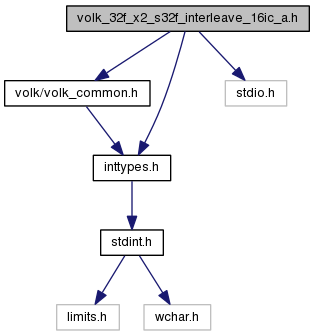 volk_32f_x2_s32f_interleave_16ic_a.h
volk/volk_common.h
stdio.h
inttypes.h
stdint.h
limits.h
wchar.h